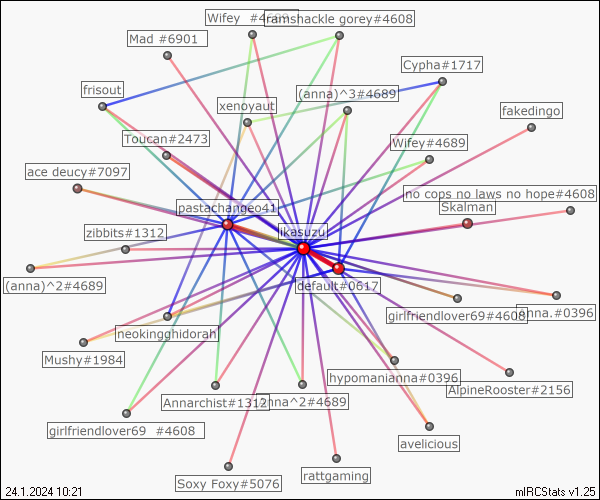 Wifey #4689
ramshackle gorey#4608
Mad #6901
Cypha#1717
frisout
(anna)^3#4689
xenoyaut
fakedingo
Toucan#2473
Wifey#4689
ace deucy#7097
no cops no laws no hope#4608
pastachangeo41
Skalman
zibbits#1312
likasuzu
(anna)^2#4689
default#0617
girlfriendlover69#4608
anna.#0396
neokingghidorah
Mushy#1984
hypomanianna#0396
AlpineRooster#2156
Annarchist#1312
anna^2#4689
girlfriendlover69 #4608
avelicious
Soxy Foxy#5076
rattgaming
24.1.2024 10:21
mIRCStats v1.25